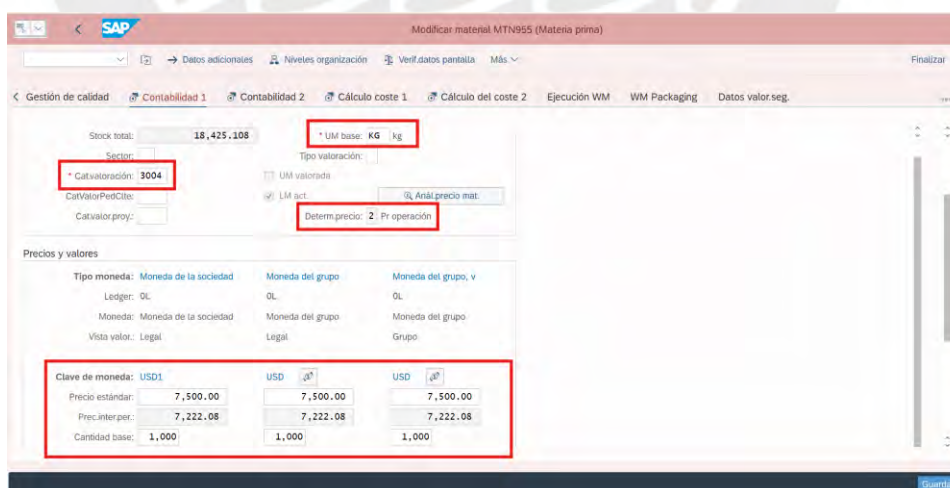 SAP Modificar material MTN955 (Materia prima)
Datos adicionales Niveles organización Verif.datos pantalla Más Finalizar
Gestión de calidad Contabilidad 1 Contabilidad 2 Cálculo coste 1 Cálculo del coste 2 Ejecución WM WM Packaging Datos valor.seg. ...
Stock total: 18,425.108 * UM base: KG kg
Sector: Tipo valoración:
* Cat.valoración: 3004 UM valorada
CatValorPedClte: LM act. Anál.precio mat.
Cat.valor.proy.: Determ.precio: 2 Pr operación
Precios y valores
Tipo moneda: Moneda de la sociedad Moneda del grupo Moneda del grupo, v
Ledger: 0L 0L 0L
Moneda: Moneda de la sociedad Moneda del grupo Moneda del grupo
Vista valor.: Legal Legal Grupo
Clave de moneda: USD1 USD USD
Precio estándar: 7,500.00 7,500.00 7,500.00
Prec.inter.per.: 7,222.08 7,222.08 7,222.08
Cantidad base: 1,000 1,000 1,000
Guard